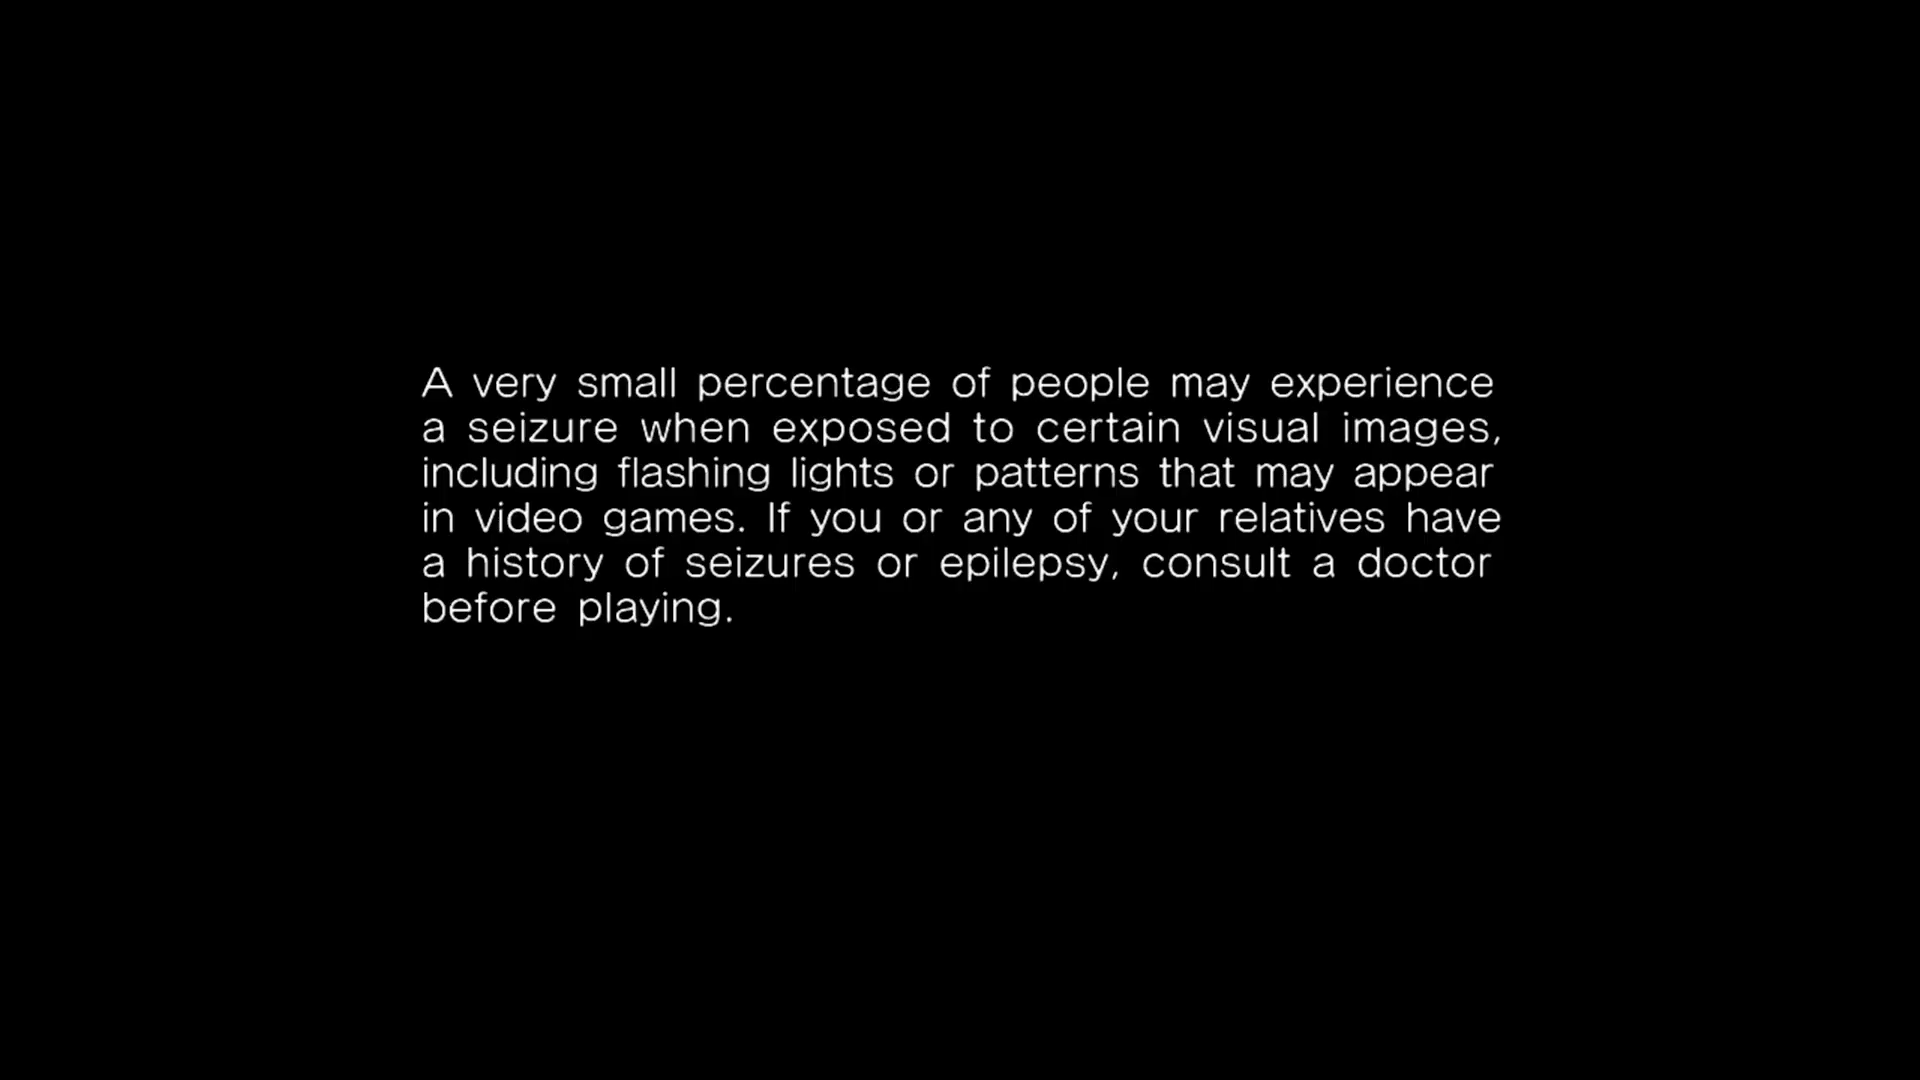 A very small percentage of people may experience
a seizure when exposed to certain visual images,
including flashing lights or patterns that may appear
in video games. If you or any of your relatives have
a history of seizures or epilepsy, consult a doctor
before playing.